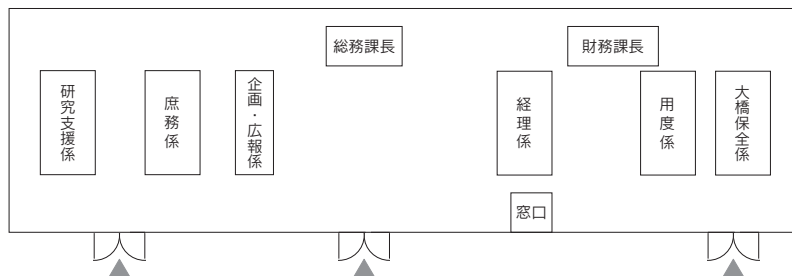 総務課長
財務課長
研究支援係
庶務係
企画・広報係
経理係
用度係
大橋保全係
窓口